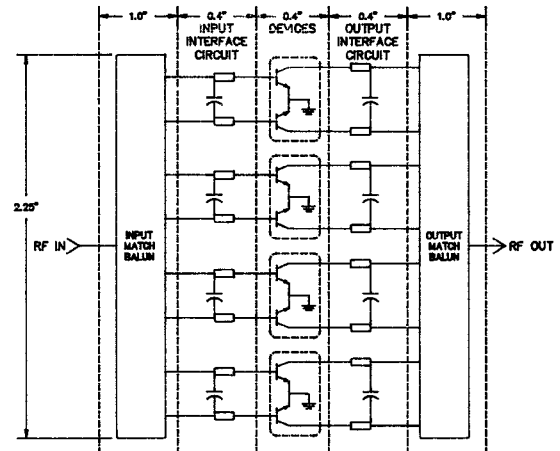 1.0" 0.4" 0.4" 0.4" 1.0"
INPUT INTERFACE CIRCUIT
DEVICES
OUTPUT INTERFACE CIRCUIT
2.25"
RF IN
INPUT MATCH BALUN
OUTPUT MATCH BALUN
RF OUT